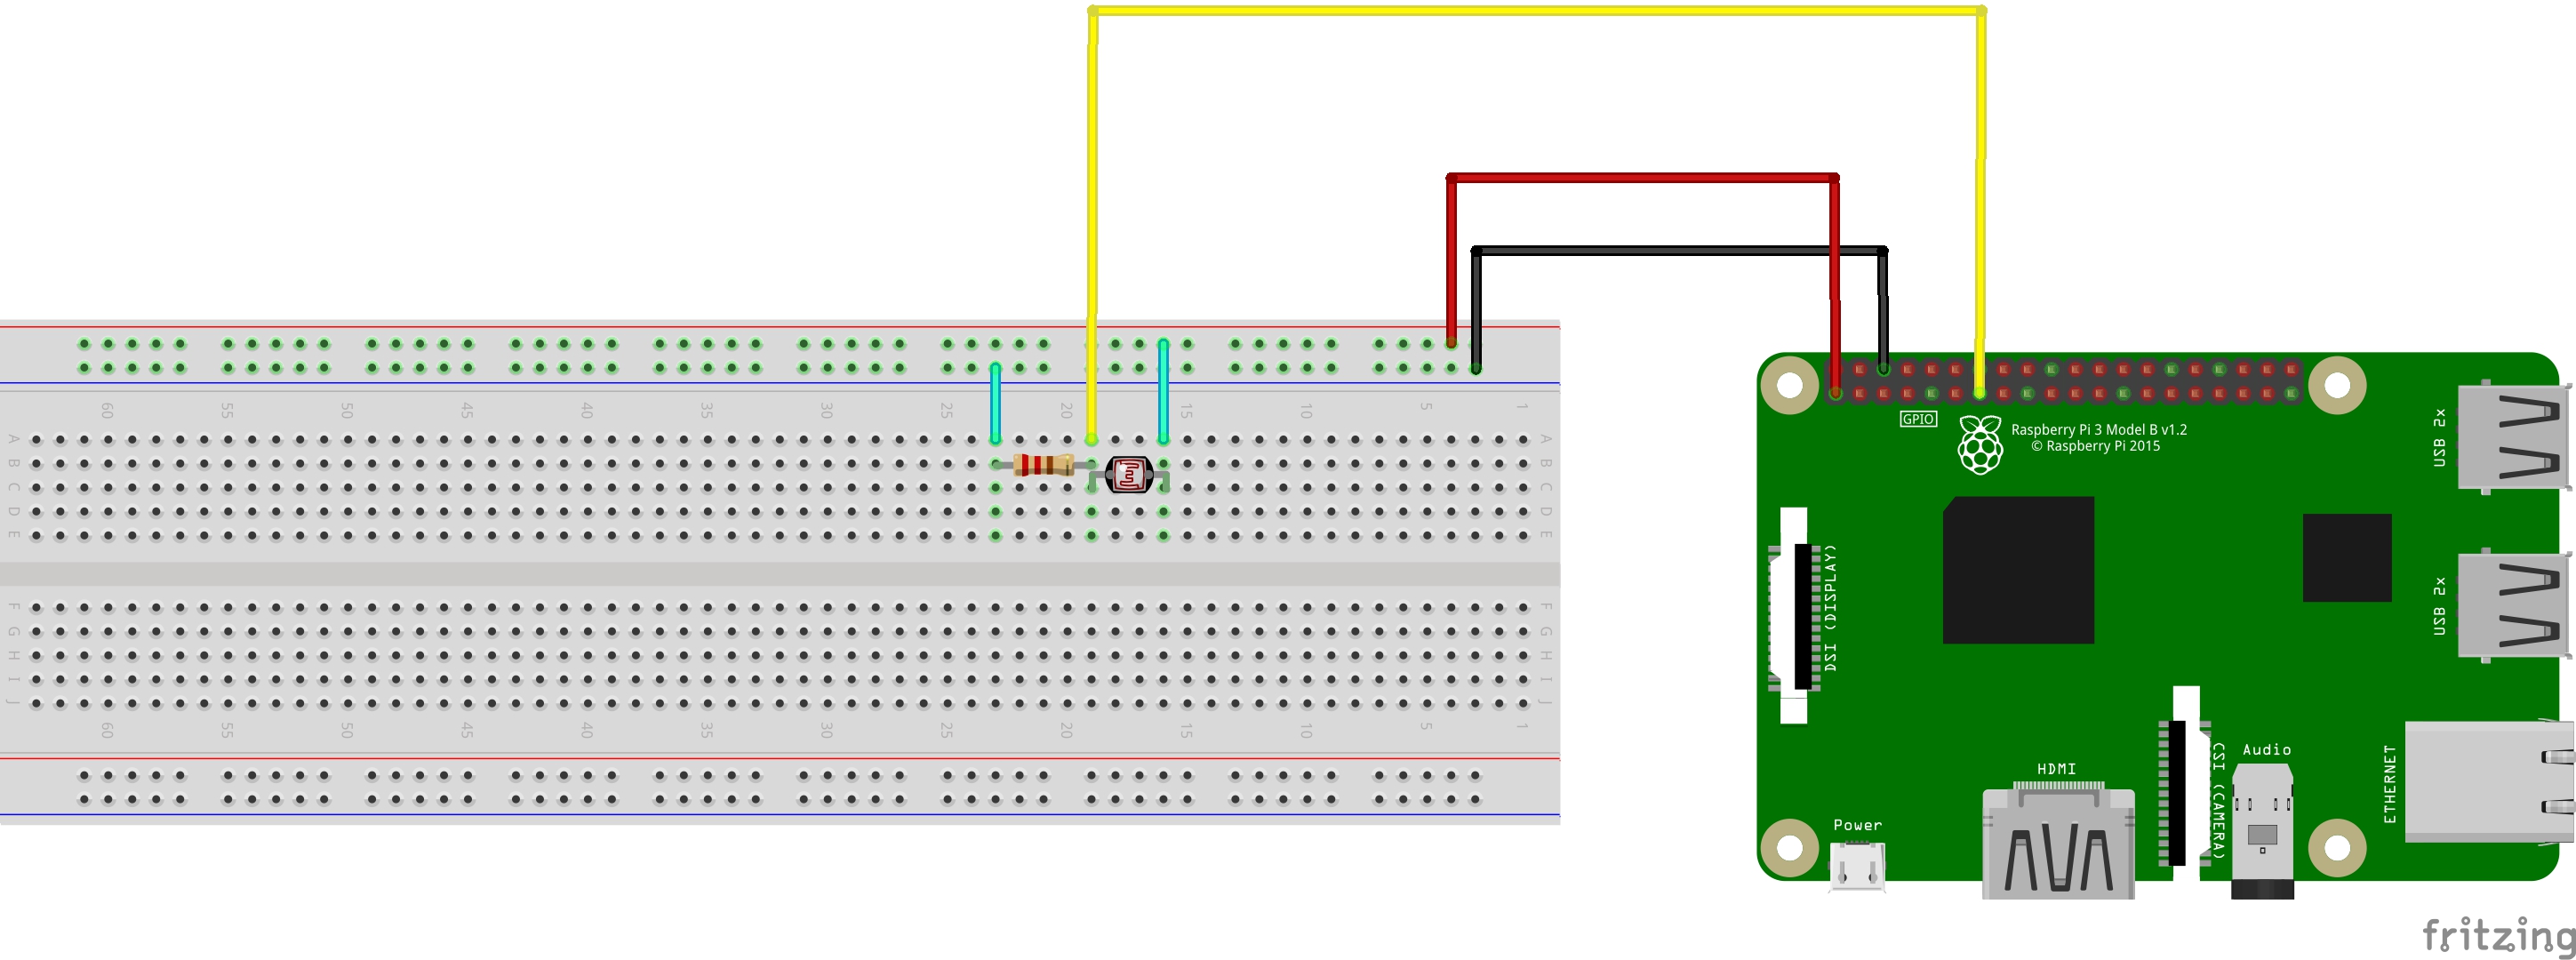 60 55 50 45 40 35 30 25 20 15 10 5 1
A A
B B
C C
D D
E E
F F
G G
H H
I I
J J
60 55 50 45 40 35 30 25 20 15 10 5 1
GPIO
Raspberry Pi 3 Model B v1.2
© Raspberry Pi 2015
USB 2x
USB 2x
DSI (DISPLAY)
HDMI
CSI (CAMERA)
Audio
ETHERNET
Power
fritzing